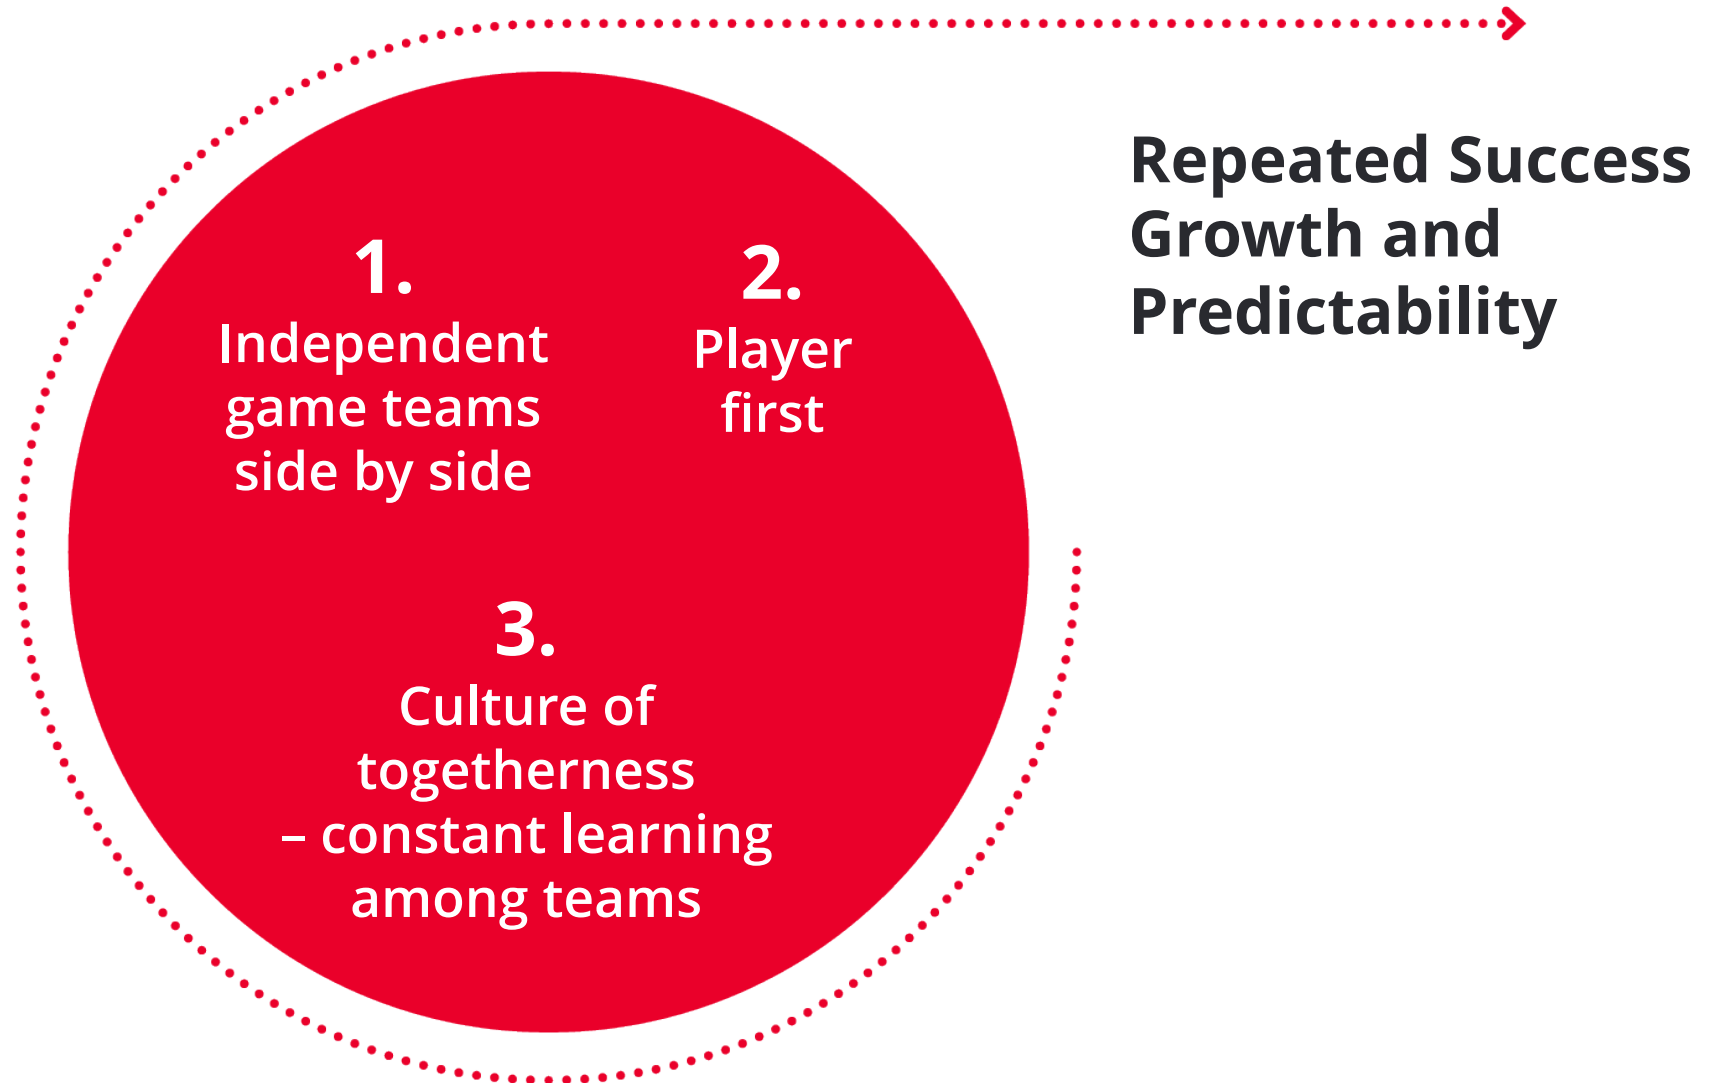 1.
Independent
game teams
side by side
2.
Player
first
3.
Culture of
togetherness
– constant learning
among teams
Repeated Success
Growth and
Predictability